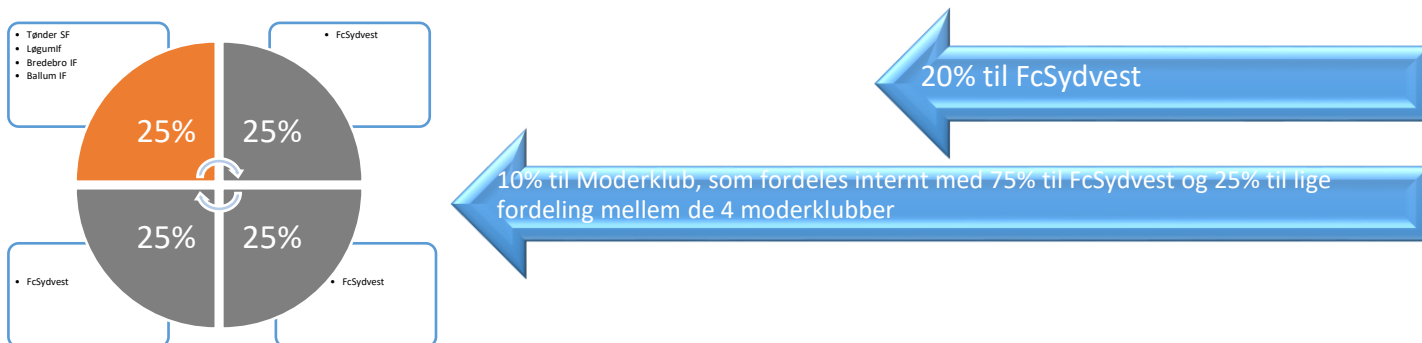 • Tønder SF
• LøgumIf
• Bredebro IF
• Ballum IF
• FcSydvest
25%
25%
25%
25%
• FcSydvest
• FcSydvest
20% til FcSydvest
10% til Moderklub, som fordeles internt med 75% til FcSydvest og 25% til lige
fordeling mellem de 4 moderklubber